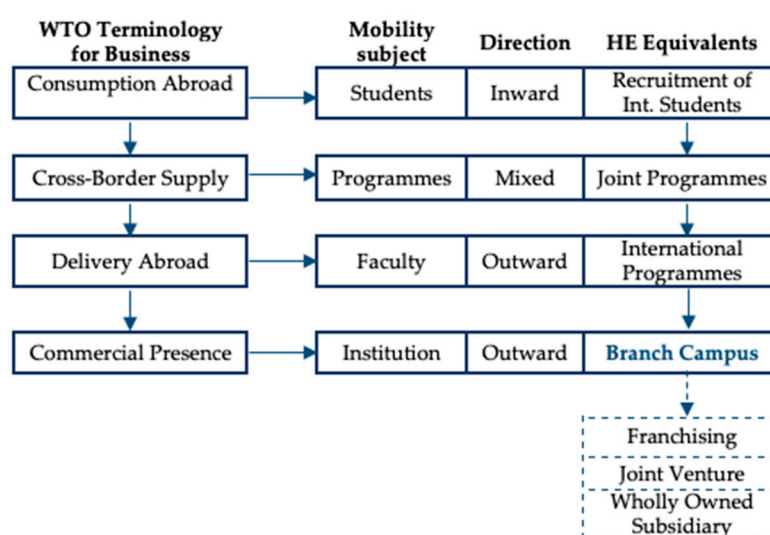 WTO Terminology
for Business
Mobility
subject
Direction
HE Equivalents
Consumption Abroad
Students
Inward
Recruitment of
Int. Students
Cross-Border Supply
Programmes
Mixed
Joint Programmes
Delivery Abroad
Faculty
Outward
International
Programmes
Commercial Presence
Institution
Outward
Branch Campus
Franchising
Joint Venture
Wholly Owned
Subsidiary